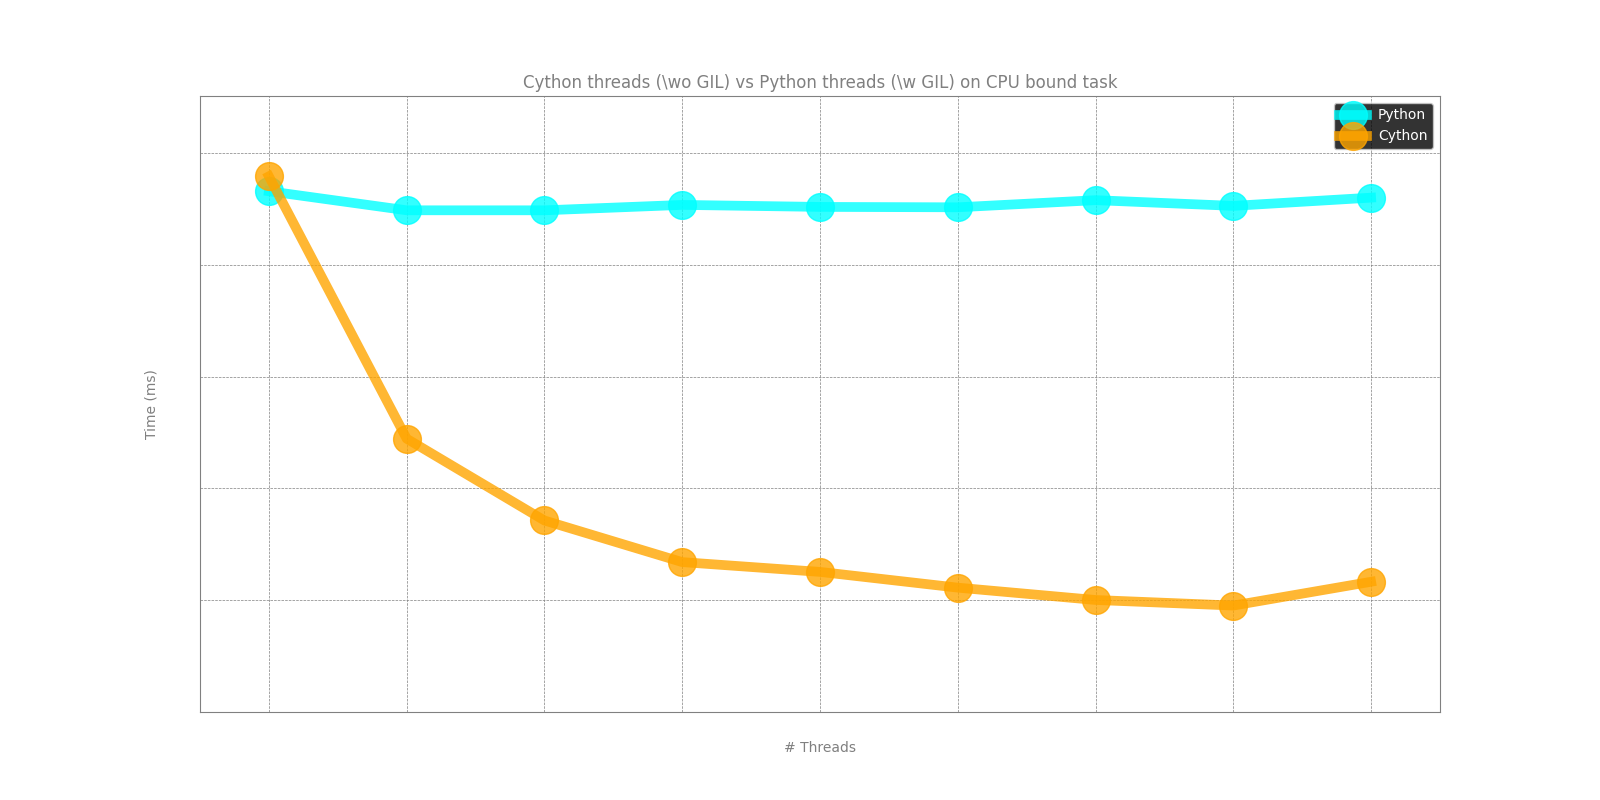 Cython threads (\wo GIL) vs Python threads (\w GIL) on CPU bound task
Python
Cython
Time (ms)
# Threads